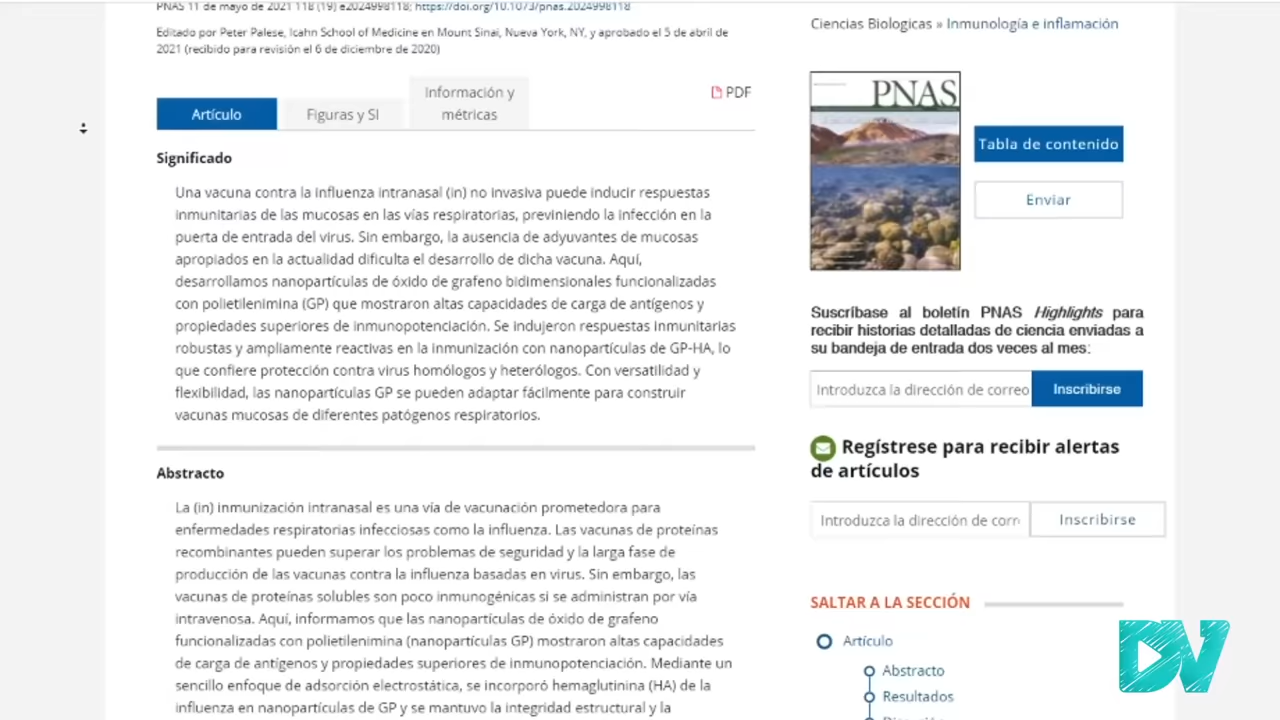 PNAS 11 de mayo de 2021 118 (19) e2024998118; https://doi.org/10.1073/pnas.2024998118
Editado por Peter Palese, Icahn School of Medicine en Mount Sinai, Nueva York, NY, y aprobado el 5 de abril de
2021 (recibido para revisión el 6 de diciembre de 2020)
Artículo
Figuras y SI
Información y
métricas
PDF
Significado
Una vacuna contra la influenza intranasal (in) no invasiva puede inducir respuestas
inmunitarias de las mucosas en las vías respiratorias, previniendo la infección en la
puerta de entrada del virus. Sin embargo, la ausencia de adyuvantes de mucosas
apropiados en la actualidad dificulta el desarrollo de dicha vacuna. Aquí,
desarrollamos nanopartículas de óxido de grafeno bidimensionales funcionalizadas
con polietilenimina (GP) que mostraron altas capacidades de carga de antígenos y
propiedades superiores de inmunopotenciación. Se indujeron respuestas inmunitarias
robustas y ampliamente reactivas en la inmunización con nanopartículas de GP-HA, lo
que confiere protección contra virus homólogos y heterólogos. Con versatilidad y
flexibilidad, las nanopartículas GP se pueden adaptar fácilmente para construir
vacunas mucosas de diferentes patógenos respiratorios.
Abstracto
La (in) inmunización intranasal es una vía de vacunación prometedora para
enfermedades respiratorias infecciosas como la influenza. Las vacunas de proteínas
recombinantes pueden superar los problemas de seguridad y la larga fase de
producción de las vacunas contra la influenza basadas en virus. Sin embargo, las
vacunas de proteínas solubles son poco inmunogénicas si se administran por vía
intravenosa. Aquí, informamos que las nanopartículas de óxido de grafeno
funcionalizadas con polietilenimina (nanopartículas GP) mostraron altas capacidades
de carga de antígenos y propiedades superiores de inmunopotenciación. Mediante un
sencillo enfoque de adsorción electrostática, se incorporó hemaglutinina (HA) de la
influenza en nanopartículas de GP y se mantuvo la integridad estructural y la
Ciencias Biologicas » Inmunología e inflamación
PNAS
Tabla de contenido
Enviar
Suscríbase al boletín PNAS Highlights para
recibir historias detalladas de ciencia enviadas a
su bandeja de entrada dos veces al mes:
Introduzca la dirección de correo
Inscribirse
Regístrese para recibir alertas
de artículos
Introduzca la dirección de corr
Inscribirse
SALTAR A LA SECCIÓN
Artículo
Abstracto
Resultados
DV